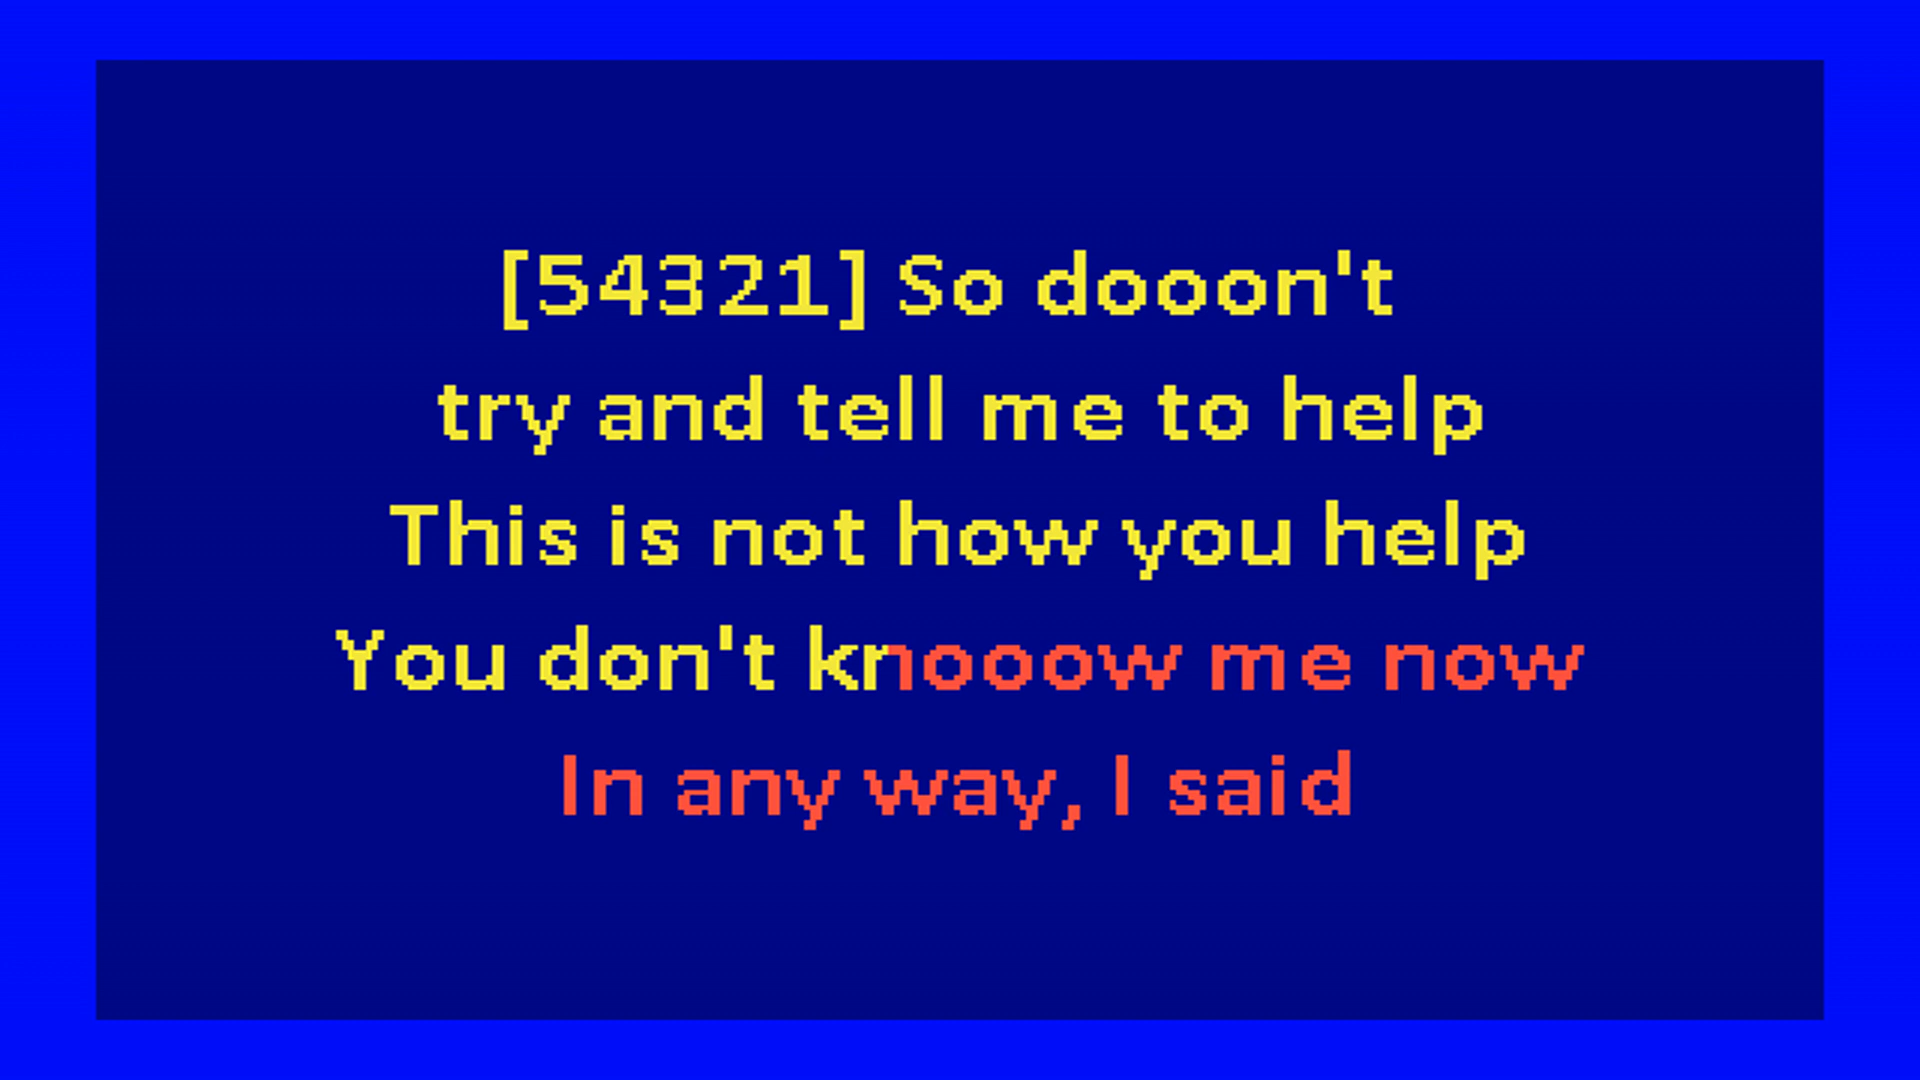 [54321] So dooon't
try and tell me to help
This is not how you help
You don't knooow me now
In any way, I said